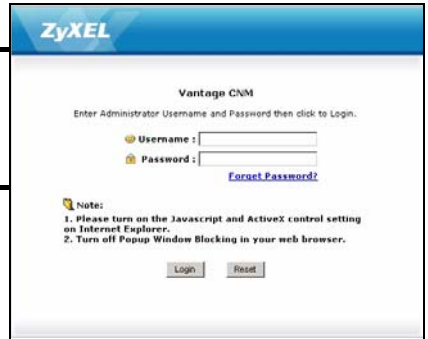 ZyXEL
Vantage CNM
Enter Administrator Username and Password then click to Login.
Username :
Password :
Forget Password?
Note:
1. Please turn on the Javascript and ActiveX control setting
on Internet Explorer.
2. Turn off Popup Window Blocking in your web browser.
Login Reset